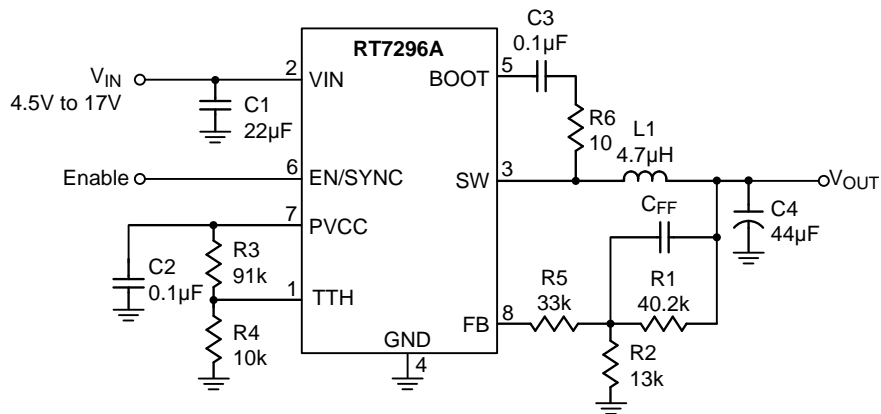 RT7296A
V_IN
4.5V to 17V
2
VIN
C1
22µF
Enable
6
EN/SYNC
7
PVCC
C2
0.1µF
R3
91k
1
TTH
R4
10k
GND
4
BOOT
5
C3
0.1µF
R6
10
SW
3
L1
4.7µH
V_OUT
C_FF
C4
44µF
R5
33k
R1
40.2k
FB
8
R2
13k